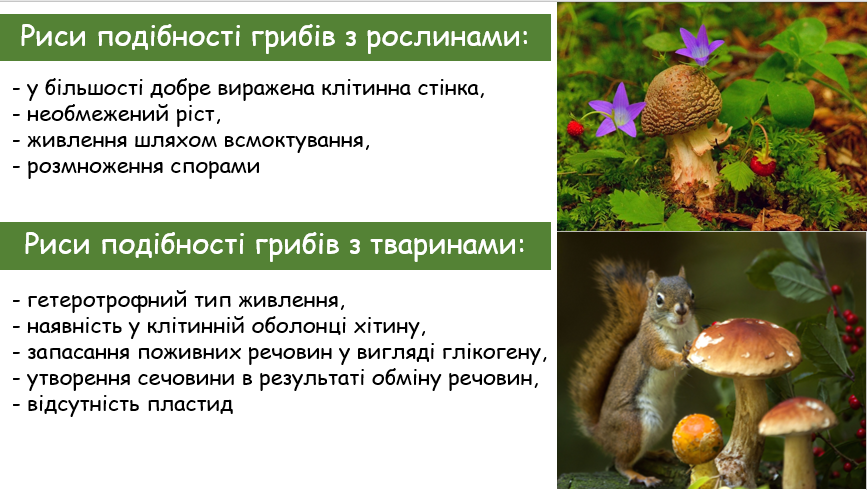 Риси подібності грибів з рослинами:
- у більшості добре виражена клітинна стінка,
- необмежений ріст,
- живлення шляхом всмоктування,
- розмноження спорами
Риси подібності грибів з тваринами:
- гетеротрофний тип живлення,
- наявність у клітинній оболонці хітину,
- запасання поживних речовин у вигляді глікогену,
- утворення сечовини в результаті обміну речовин,
- відсутність пластид